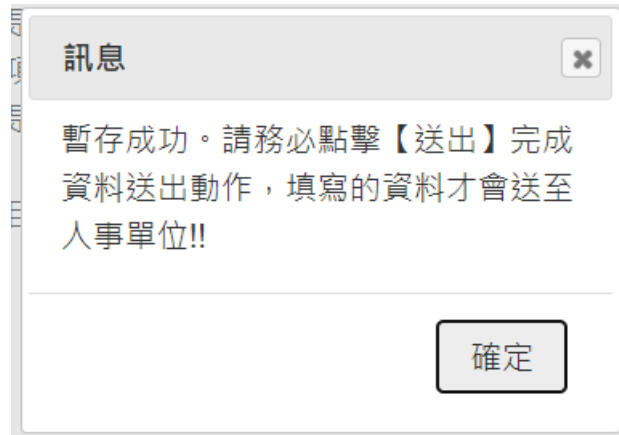 訊息
暫存成功。請務必點擊【送出】完成
資料送出動作，填寫的資料才會送至
人事單位!!
確定